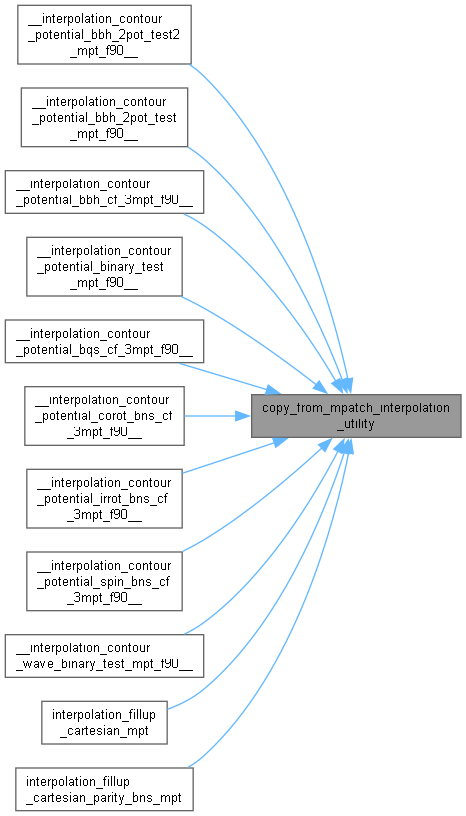 __interpolation_contour
_potential_bbh_2pot_test2
_mpt_f90__
__interpolation_contour
_potential_bbh_2pot_test
_mpt_f90__
__interpolation_contour
_potential_bbh_cf_3mpt_f90__
__interpolation_contour
_potential_binary_test
_mpt_f90__
__interpolation_contour
_potential_bqs_cf_3mpt_f90__
copy_from_mpatch_interpolation
_utility
__interpolation_contour
_potential_corot_bns_cf
_3mpt_f90__
__interpolation_contour
_potential_irrot_bns_cf
_3mpt_f90__
__interpolation_contour
_potential_spin_bns_cf
_3mpt_f90__
__interpolation_contour
_wave_binary_test_mpt_f90__
interpolation_fillup
_cartesian_mpt
interpolation_fillup
_cartesian_parity_bns_mpt